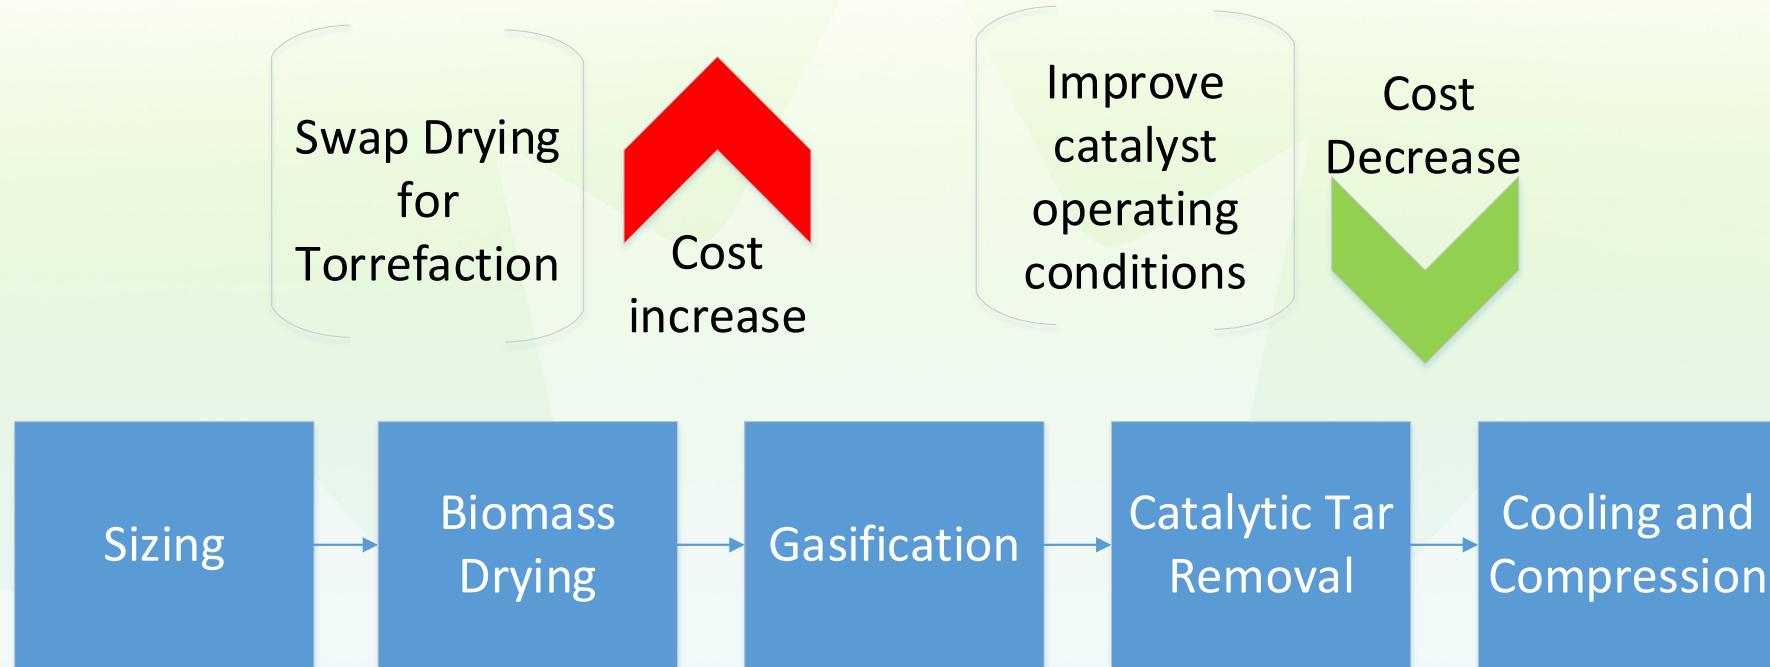 Swap Drying
for
Torrefaction
Cost
increase
Improve
catalyst
operating
conditions
Cost
Decrease
Sizing
Biomass
Drying
Gasification
Catalytic Tar
Removal
Cooling and
Compression